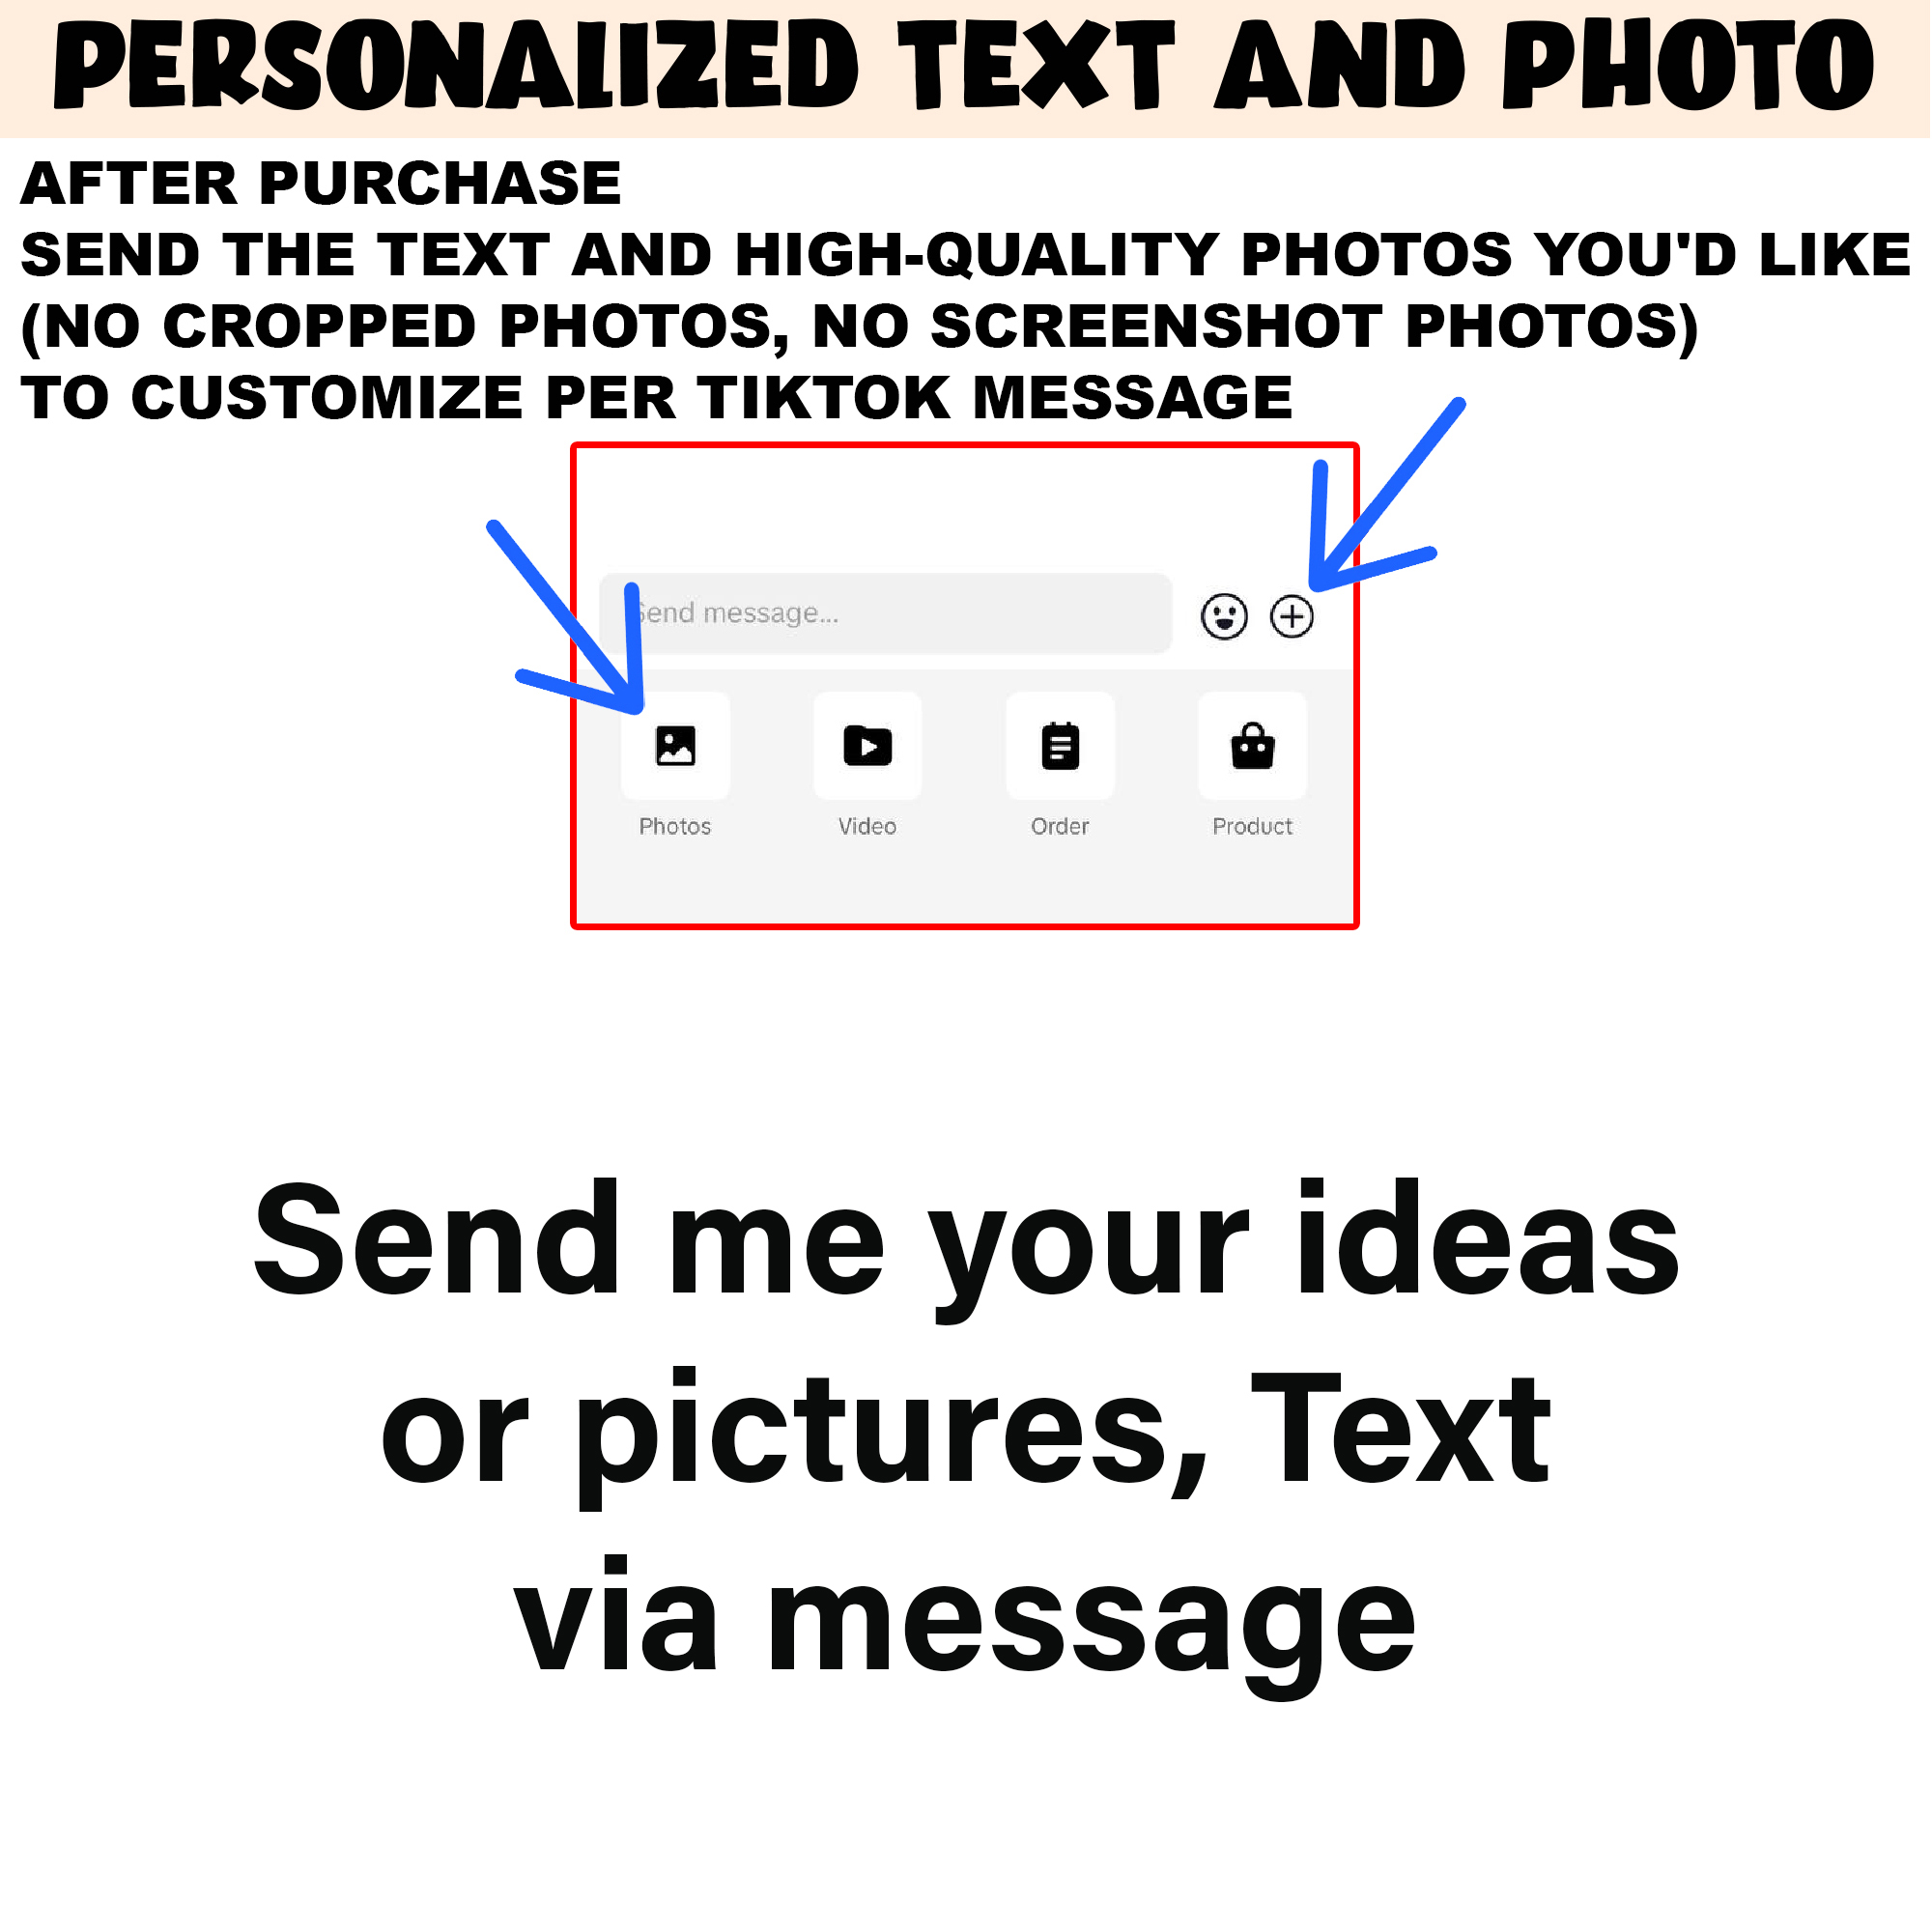 PERSONALIZED TEXT AND PHOTO
AFTER PURCHASE
SEND THE TEXT AND HIGH-QUALITY PHOTOS YOU'D LIKE
(NO CROPPED PHOTOS, NO SCREENSHOT PHOTOS)
TO CUSTOMIZE PER TIKTOK MESSAGE
Send message...
Photos Video Order Product
Send me your ideas
or pictures, Text
via message